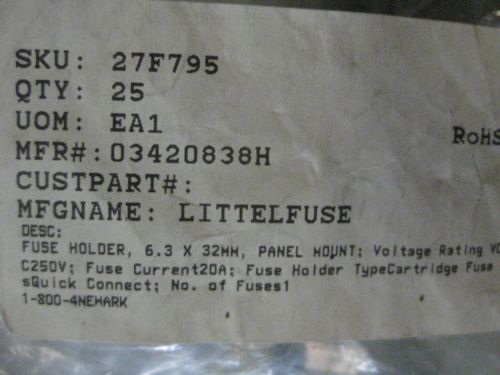 SKU: 27F795
QTY: 25
UOM: EA1
RoHS
MFR#: 03420838H
CUSTPART#:
MFGNAME: LITTELFUSE
DESC:
FUSE HOLDER, 6.3 X 32MM, PANEL MOUNT; Voltage Rating
C250V; Fuse Current20A; Fuse Holder TypeCartridge Fuse
sQuick Connect; No. of Fuses1
1-800-4NEWARK